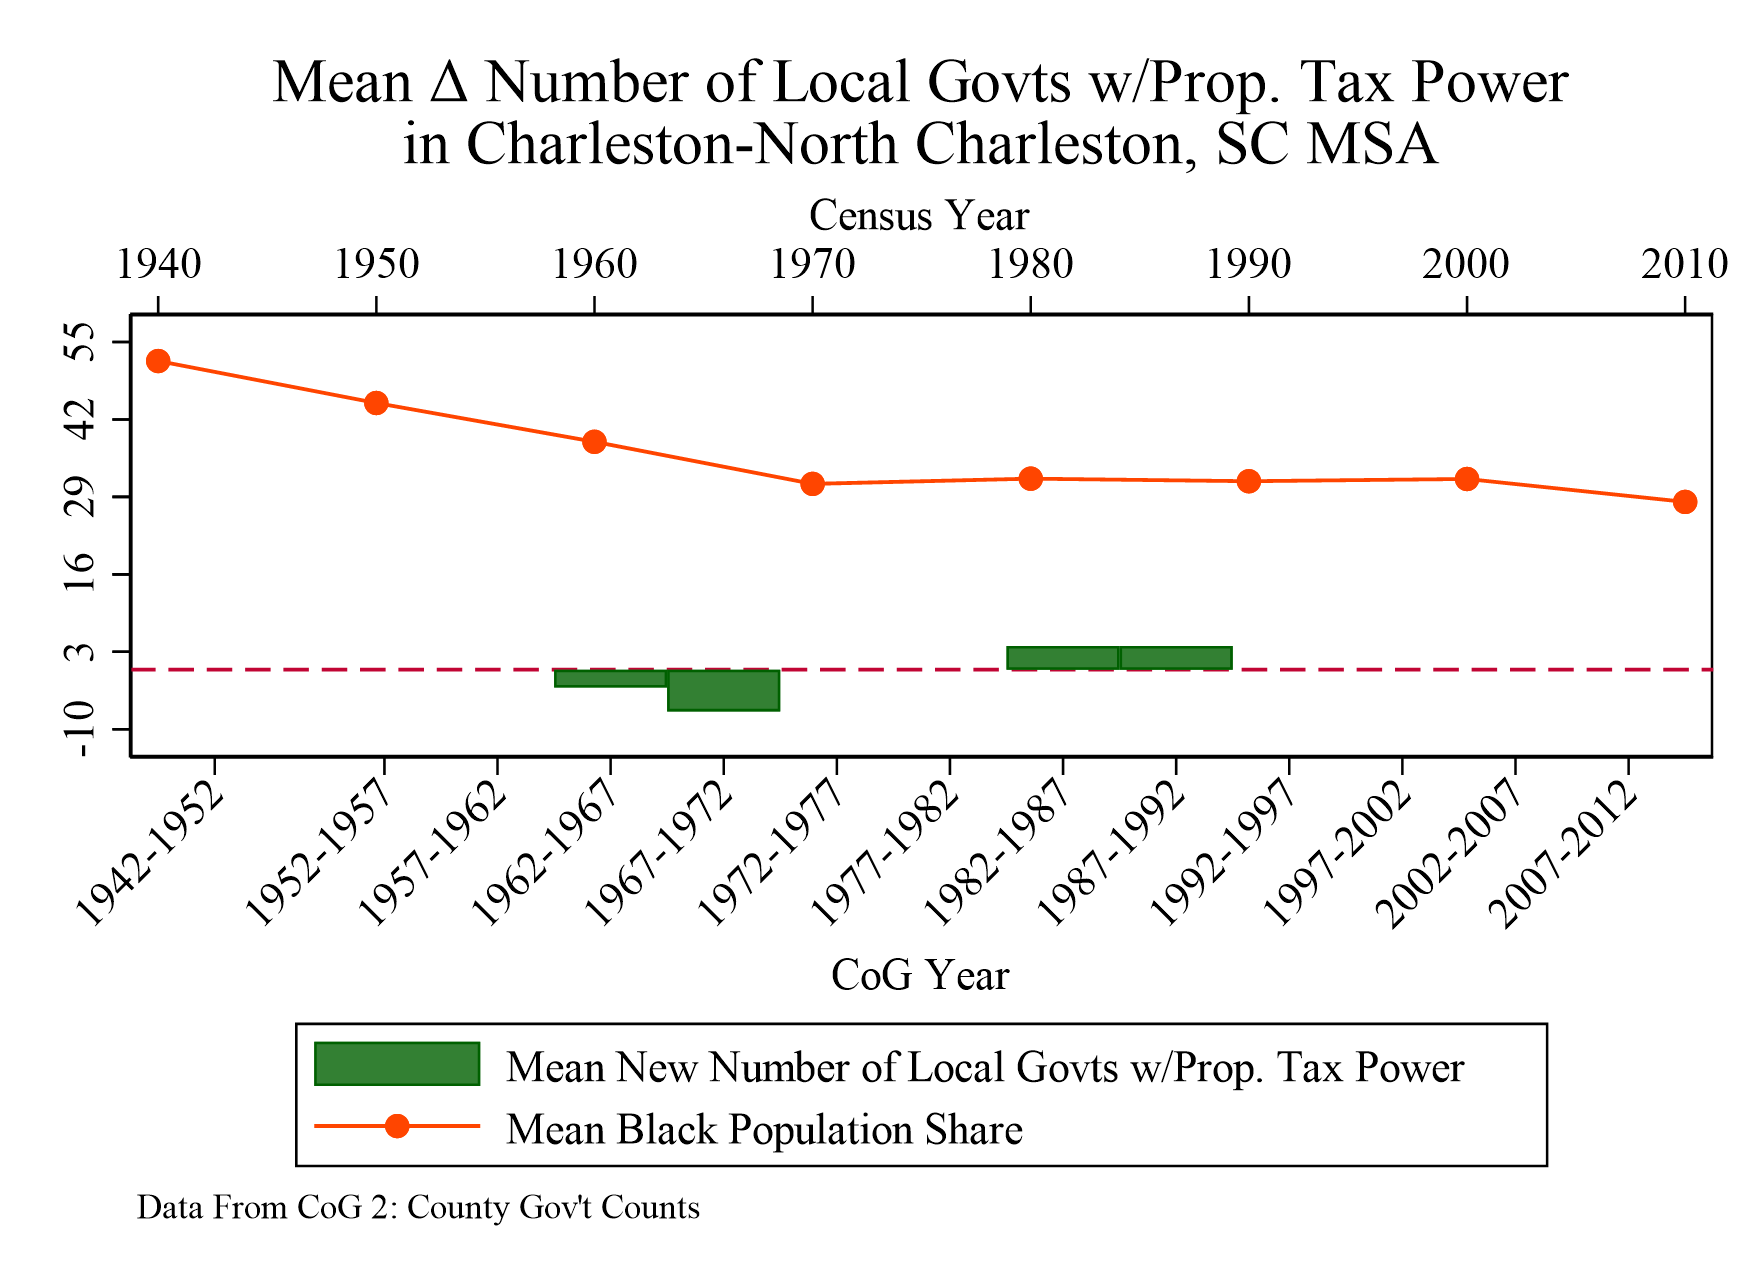 Mean Δ Number of Local Govts w/Prop. Tax Power
in Charleston-North Charleston, SC MSA
Census Year
1940 1950 1960 1970 1980 1990 2000 2010
55
42
29
16
3
-10
1942-1952 1952-1957 1957-1962 1962-1967 1967-1972 1972-1977 1977-1982 1982-1987 1987-1992 1992-1997 1997-2002 2002-2007 2007-2012
CoG Year
Mean New Number of Local Govts w/Prop. Tax Power
Mean Black Population Share
Data From CoG 2: County Gov't Counts